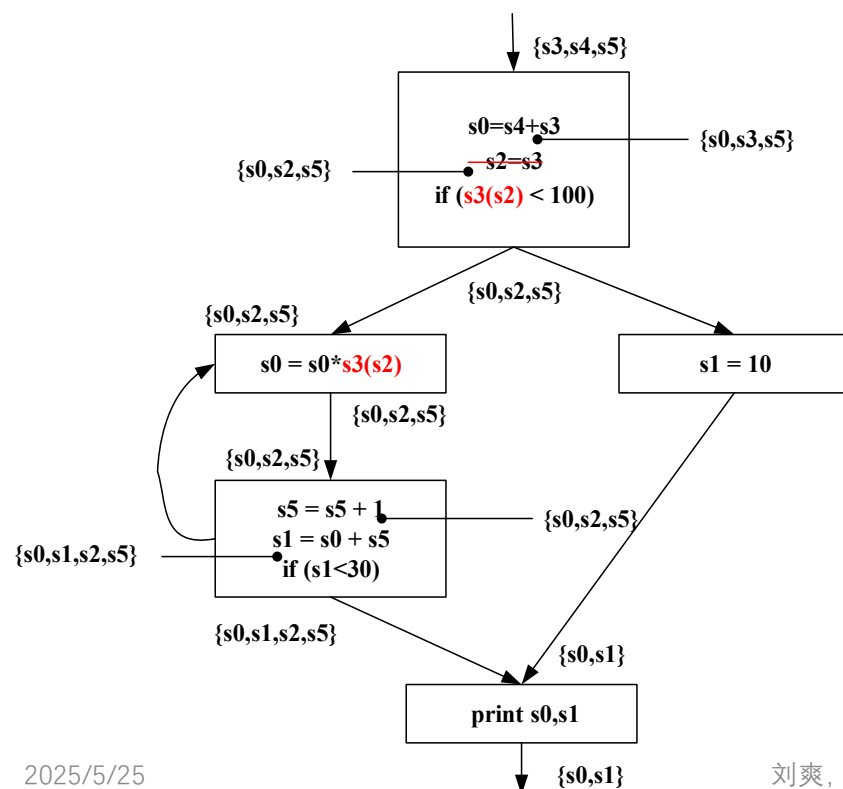 {s3,s4,s5}
s0=s4+s3
{s0,s3,s5}
s2=s3
{s0,s2,s5}
if (s3(s2) < 100)
{s0,s2,s5}
{s0,s2,s5}
s0 = s0*s3(s2)
s1 = 10
{s0,s2,s5}
{s0,s2,s5}
s5 = s5 + 1
{s0,s2,s5}
s1 = s0 + s5
{s0,s1,s2,s5}
if (s1<30)
{s0,s1,s2,s5}
{s0,s1}
print s0,s1
{s0,s1}
2025/5/25
刘爽,